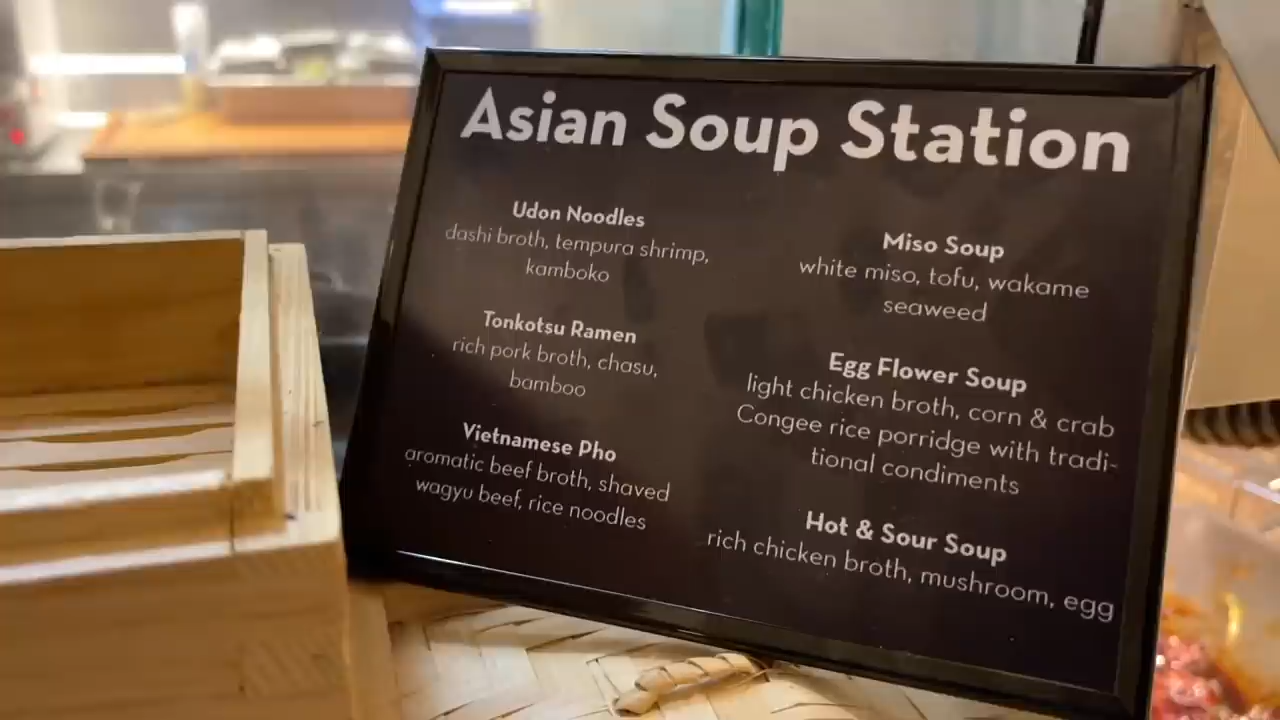 Asian Soup Station
Udon Noodles
dashi broth, tempura shrimp,
kamboko
Tonkotsu Ramen
rich pork broth, chasu,
bamboo
Vietnamese Pho
aromatic beef broth, shaved
wagyu beef, rice noodles
Miso Soup
white miso, tofu, wakame
seaweed
Egg Flower Soup
light chicken broth, corn & crab
Congee rice porridge with tradi-
tional condiments
Hot & Sour Soup
rich chicken broth, mushroom, egg